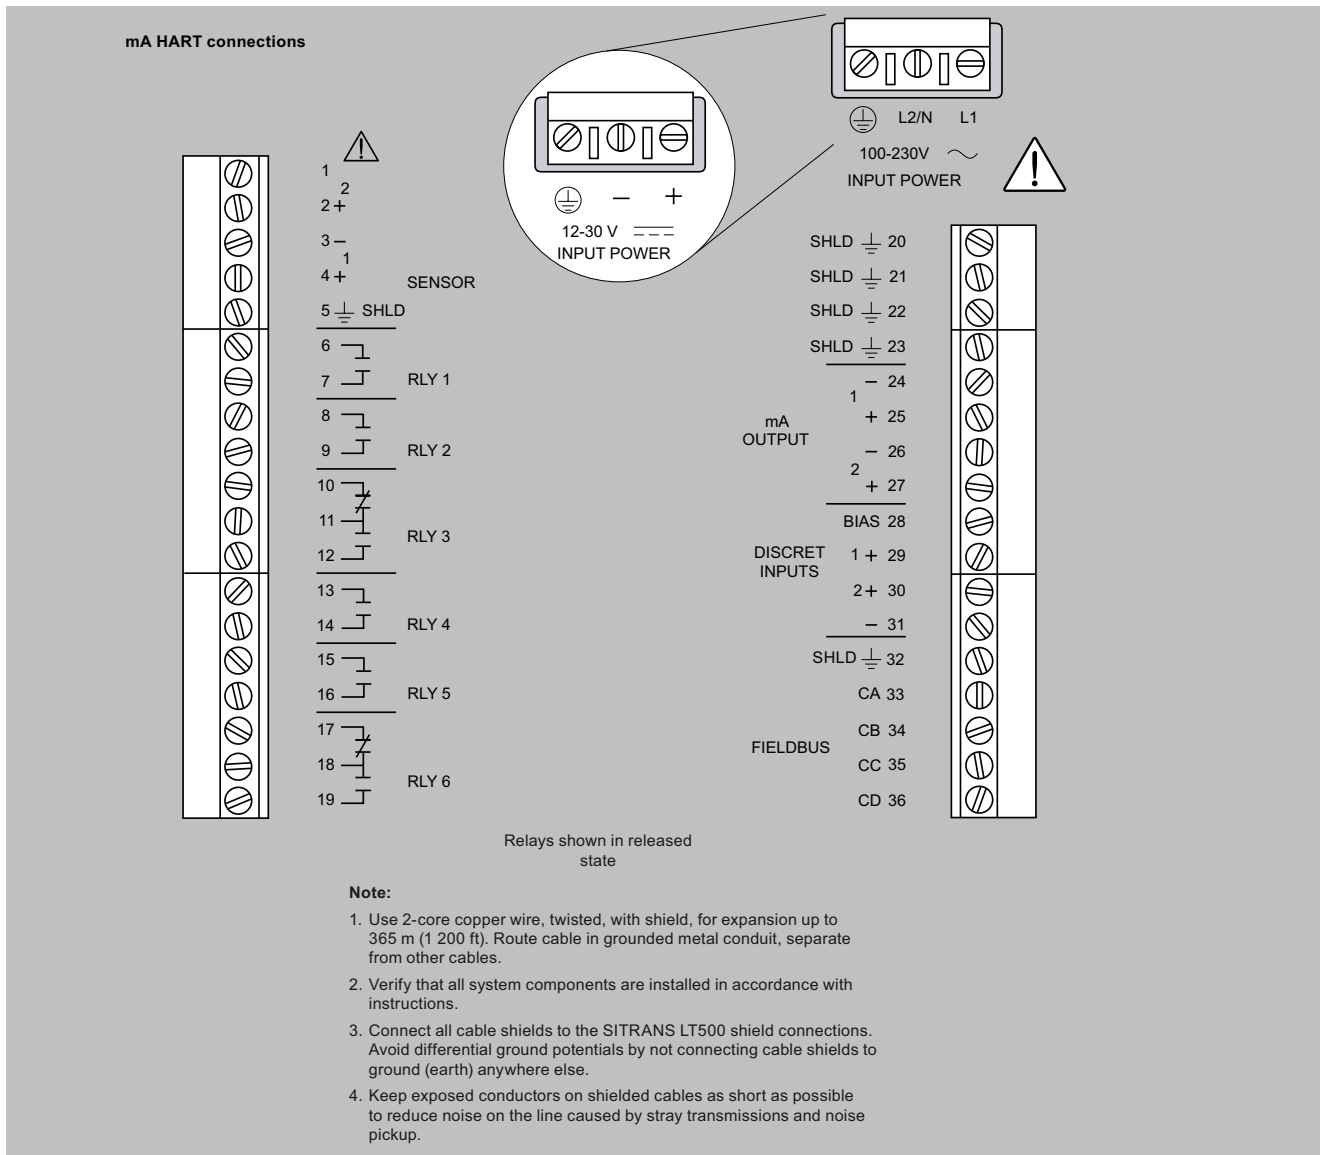 mA HART connections
1
2
2 +
3 –
1
4 +
SENSOR
5 SHLD
6
7
RLY 1
8
9
RLY 2
10
11
12
RLY 3
13
14
RLY 4
15
16
RLY 5
17
18
19
RLY 6
– +
12-30 V
INPUT POWER
L2/N L1
100-230V
INPUT POWER
SHLD 20
SHLD 21
SHLD 22
SHLD 23
– 24
1
+ 25
mA
OUTPUT
– 26
2
+ 27
BIAS 28
DISCRET
INPUTS
1 + 29
2 + 30
– 31
SHLD 32
CA 33
CB 34
FIELDBUS
CC 35
CD 36
Relays shown in released
state
Note:
1. Use 2-core copper wire, twisted, with shield, for expansion up to
365 m (1 200 ft). Route cable in grounded metal conduit, separate
from other cables.
2. Verify that all system components are installed in accordance with
instructions.
3. Connect all cable shields to the SITRANS LT500 shield connections.
Avoid differential ground potentials by not connecting cable shields to
ground (earth) anywhere else.
4. Keep exposed conductors on shielded cables as short as possible
to reduce noise on the line caused by stray transmissions and noise
pickup.